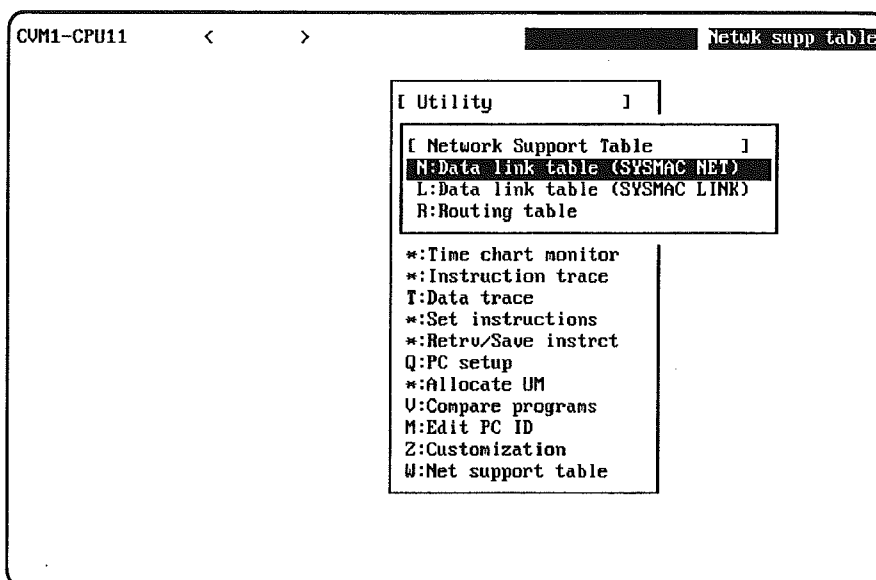 CVM1-CPU11 < > Netwk supp table
[ Utility ]
[ Network Support Table ]
N:Data link table (SYSMAC NET)
L:Data link table (SYSMAC LINK)
R:Routing table
*:Time chart monitor
*:Instruction trace
T:Data trace
*:Set instructions
*:Retrv/Save instrct
Q:PC setup
*:Allocate UM
V:Compare programs
M:Edit PC ID
Z:Customization
W:Net support table